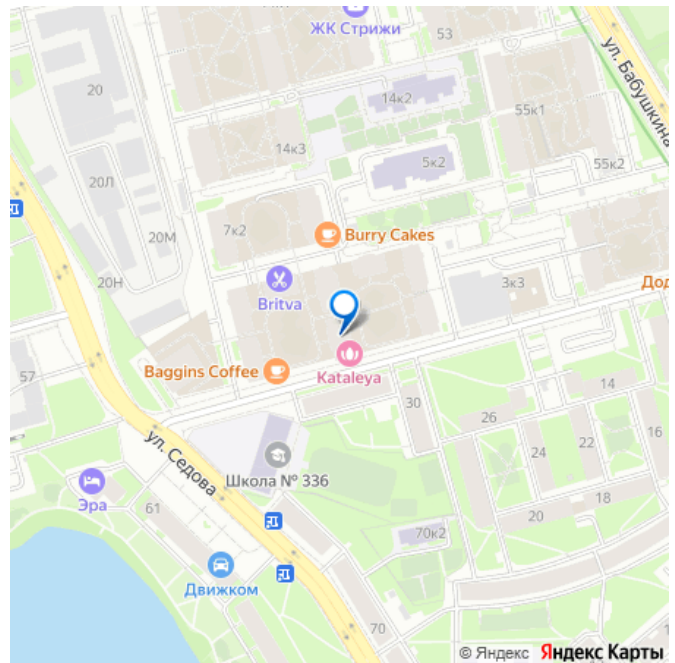 ЖК Стрижи
53
ул. Бабушкина
20
14к2
55к1
14к3
5к2
55к2
20Л
7к2
20М
Burry Cakes
20Н
3к3
Britva
Дод
57
Baggins Coffee
Kataleya
14
30
26
16
24
22
ул. Седова
Школа № 336
Эра
61
18
20
70к2
Движком
70
© Яндекс Яндекс Карты